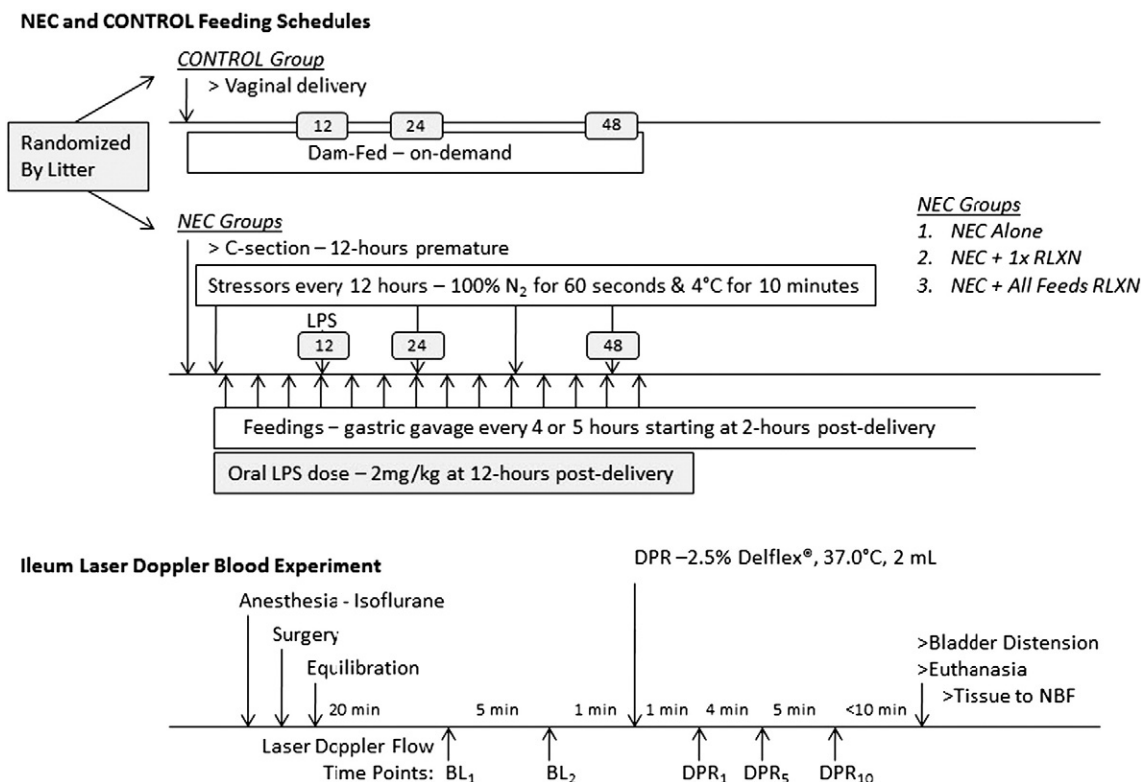 NEC and CONTROL Feeding Schedules
CONTROL Group
> Vaginal delivery
Randomized
By Litter
12
24
48
Dam-Fed – on-demand
NEC Groups
> C-section – 12-hours premature
Stressors every 12 hours – 100% N₂ for 60 seconds & 4°C for 10 minutes
NEC Groups
1. NEC Alone
2. NEC + 1x RLXN
3. NEC + All Feeds RLXN
LPS
12
24
48
Feedings – gastric gavage every 4 or 5 hours starting at 2-hours post-delivery
Oral LPS dose – 2mg/kg at 12-hours post-delivery
Ileum Laser Doppler Blood Experiment
DPR –2.5% Delflex®, 37.0°C, 2 mL
Anesthesia - Isoflurane
Surgery
Equilibration
>Bladder Distension
>Euthanasia
>Tissue to NBF
20 min
5 min
1 min
1 min
4 min
5 min
<10 min
Laser Doppler Flow
Time Points: BL₁ BL₂ DPR₁ DPR₅ DPR₁₀